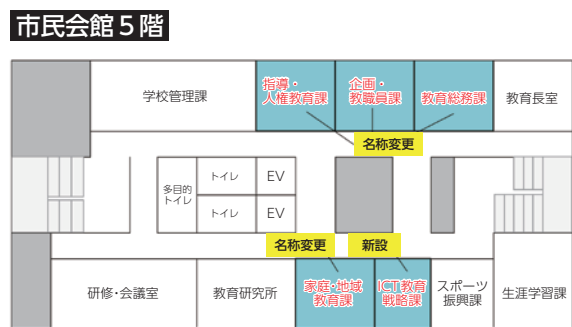 市民会館５階
学校管理課
指導・
人権教育課
企画・
教職員課
教育総務課
教育長室
名称変更
多目的
トイレ
トイレ
EV
トイレ
EV
名称変更
新設
研修・会議室
教育研究所
家庭・地域
教育課
ICT教育
戦略課
スポーツ
振興課
生涯学習課